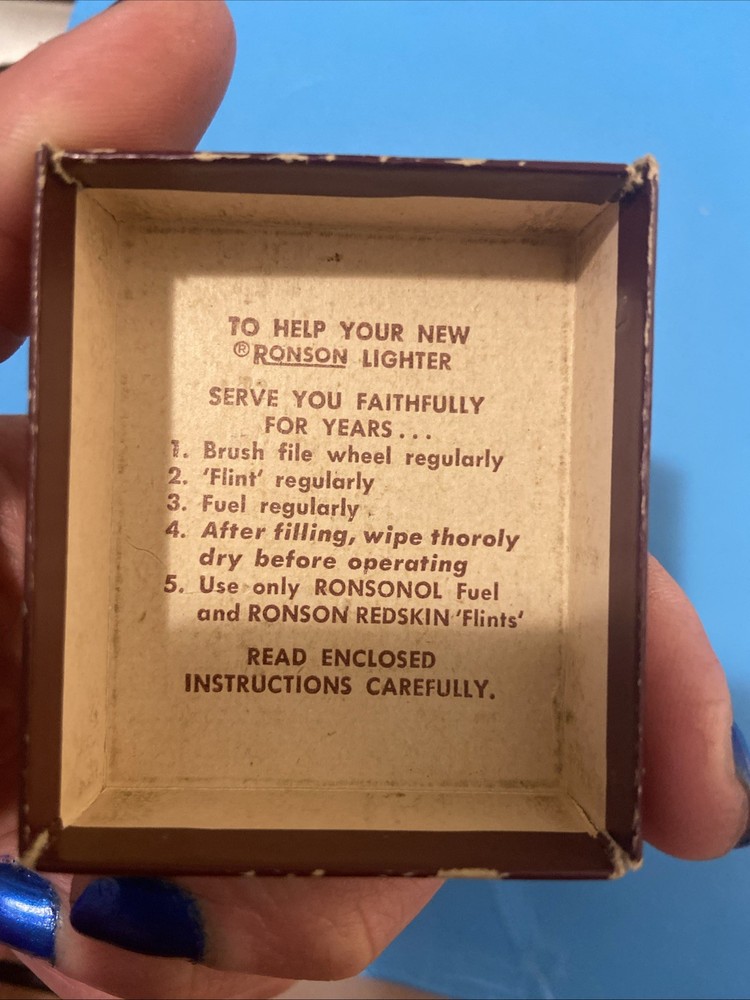 TO HELP YOUR NEW
®RONSON LIGHTER
SERVE YOU FAITHFULLY
FOR YEARS...
1. Brush file wheel regularly
2. 'Flint' regularly
3. Fuel regularly
4. After filling, wipe thoroly
dry before operating
5. Use only RONSONOL Fuel
and RONSON REDSKIN 'Flints'
READ ENCLOSED
INSTRUCTIONS CAREFULLY.